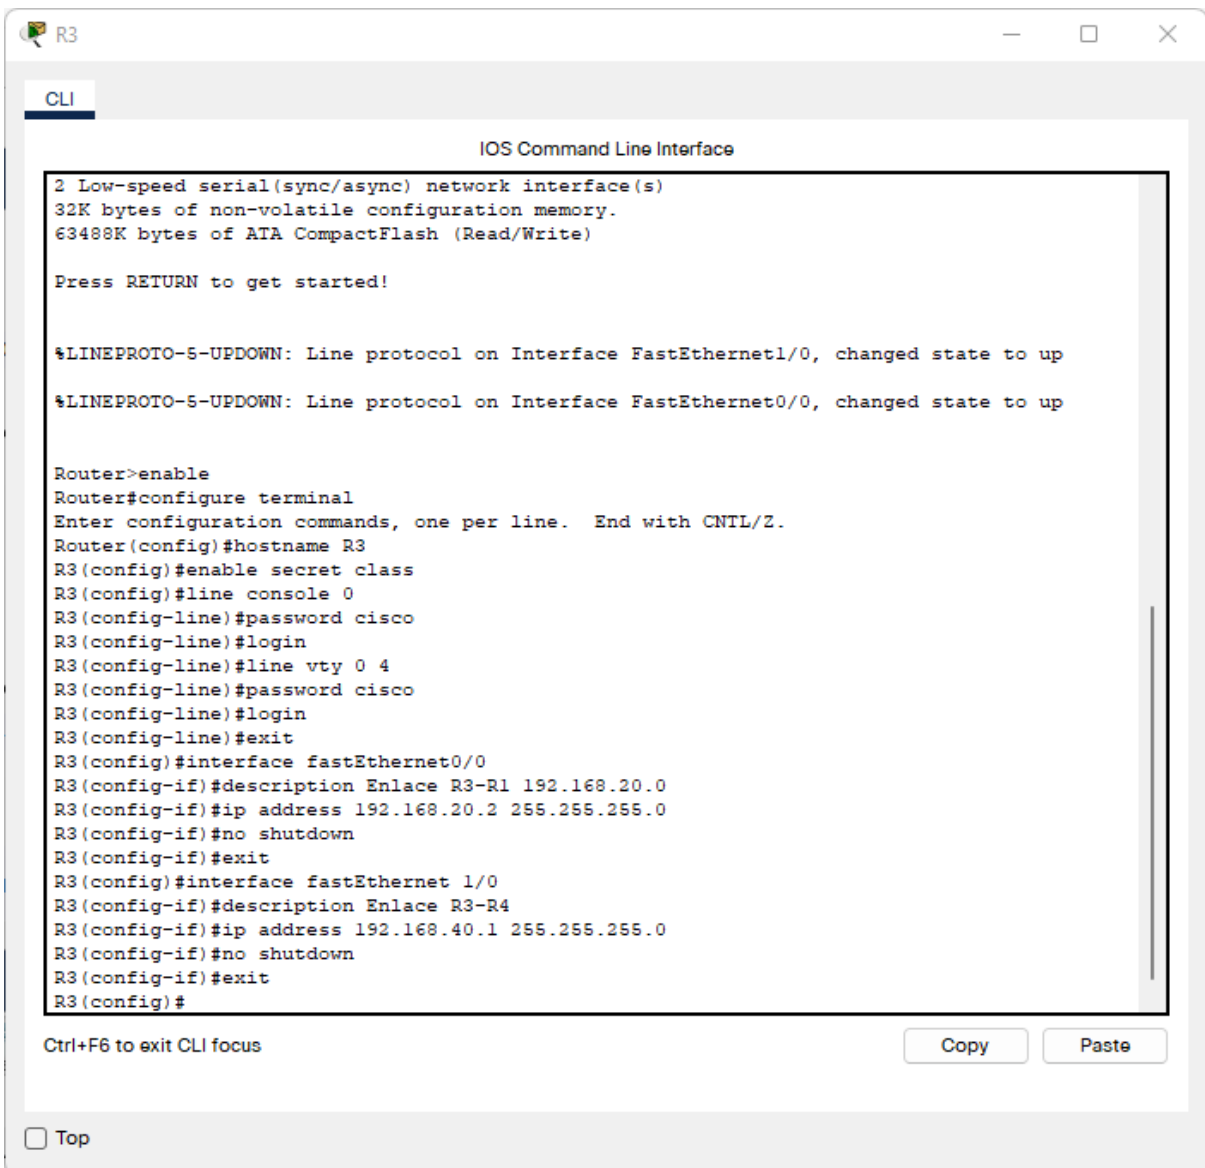 R3
CLI
IOS Command Line Interface
2 Low-speed serial(sync/async) network interface(s)
32K bytes of non-volatile configuration memory.
63488K bytes of ATA CompactFlash (Read/Write)
Press RETURN to get started!
%LINEPROTO-5-UPDOWN: Line protocol on Interface FastEthernet1/0, changed state to up
%LINEPROTO-5-UPDOWN: Line protocol on Interface FastEthernet0/0, changed state to up
Router>enable
Router#configure terminal
Enter configuration commands, one per line.  End with CNTL/Z.
Router(config)#hostname R3
R3(config)#enable secret class
R3(config)#line console 0
R3(config-line)#password cisco
R3(config-line)#login
R3(config-line)#line vty 0 4
R3(config-line)#password cisco
R3(config-line)#login
R3(config-line)#exit
R3(config)#interface fastEthernet0/0
R3(config-if)#description Enlace R3-R1 192.168.20.0
R3(config-if)#ip address 192.168.20.2 255.255.255.0
R3(config-if)#no shutdown
R3(config-if)#exit
R3(config)#interface fastEthernet 1/0
R3(config-if)#description Enlace R3-R4
R3(config-if)#ip address 192.168.40.1 255.255.255.0
R3(config-if)#no shutdown
R3(config-if)#exit
R3(config)#
Ctrl+F6 to exit CLI focus
Copy
Paste
Top